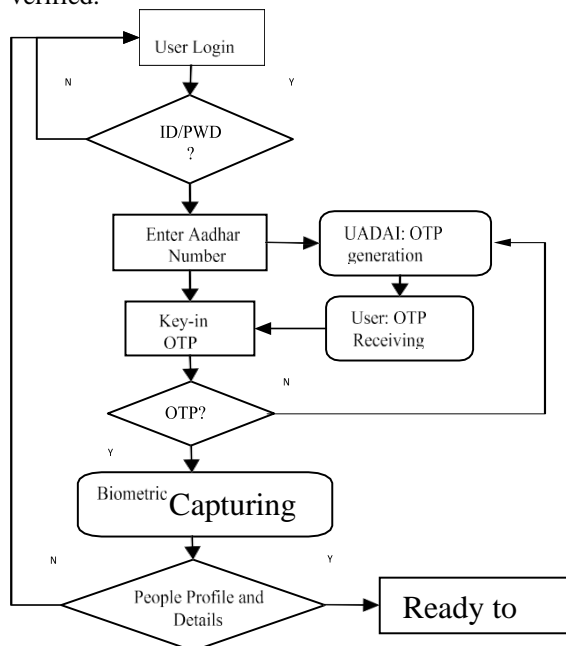 verified.
User Login
N
Y
ID/PWD
?
Enter Aadhar
Number
UADAI: OTP
generation
Key-in
OTP
User: OTP
Receiving
N
OTP?
Y
Biometric Capturing
N
Y
People Profile and
Details
Ready to